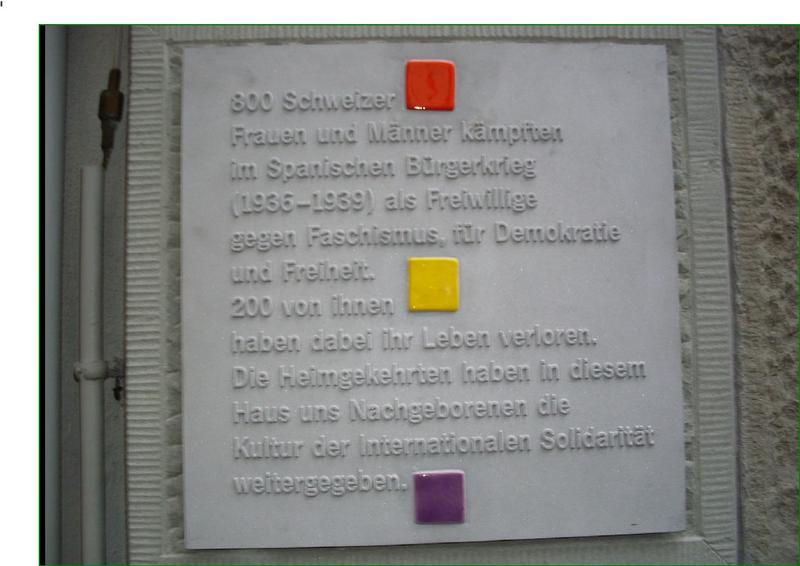 800 Schweizer
Frauen und Männer kämpften
im Spanischen Bürgerkrieg
(1936–1939) als Freiwillige
gegen Faschismus, für Demokratie
und Freiheit.
200 von ihnen
haben dabei ihr Leben verloren.
Die Heimgekehrten haben in diesem
Haus uns Nachgeborenen die
Kultur der Internationalen Solidarität
weitergegeben.